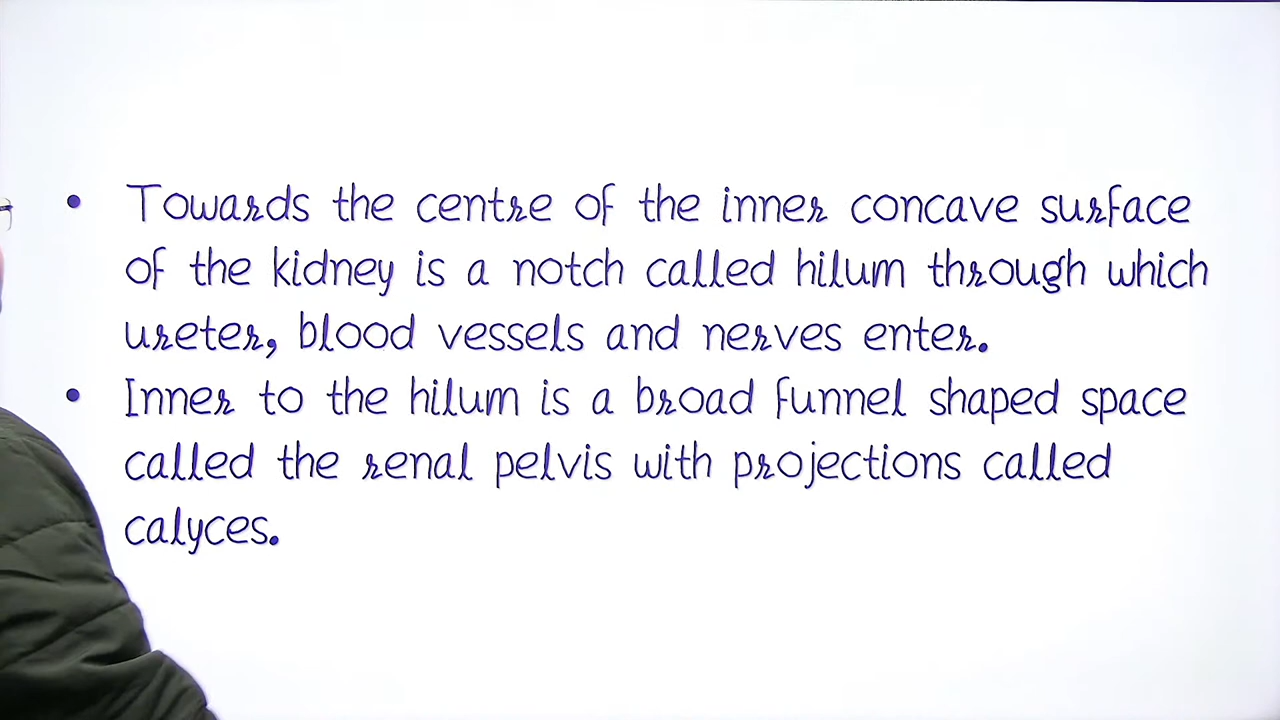 • Towards the centre of the inner concave surface
of the kidney is a notch called hilum through which
ureter, blood vessels and nerves enter.
• Inner to the hilum is a broad funnel shaped space
called the renal pelvis with projections called
calyces.